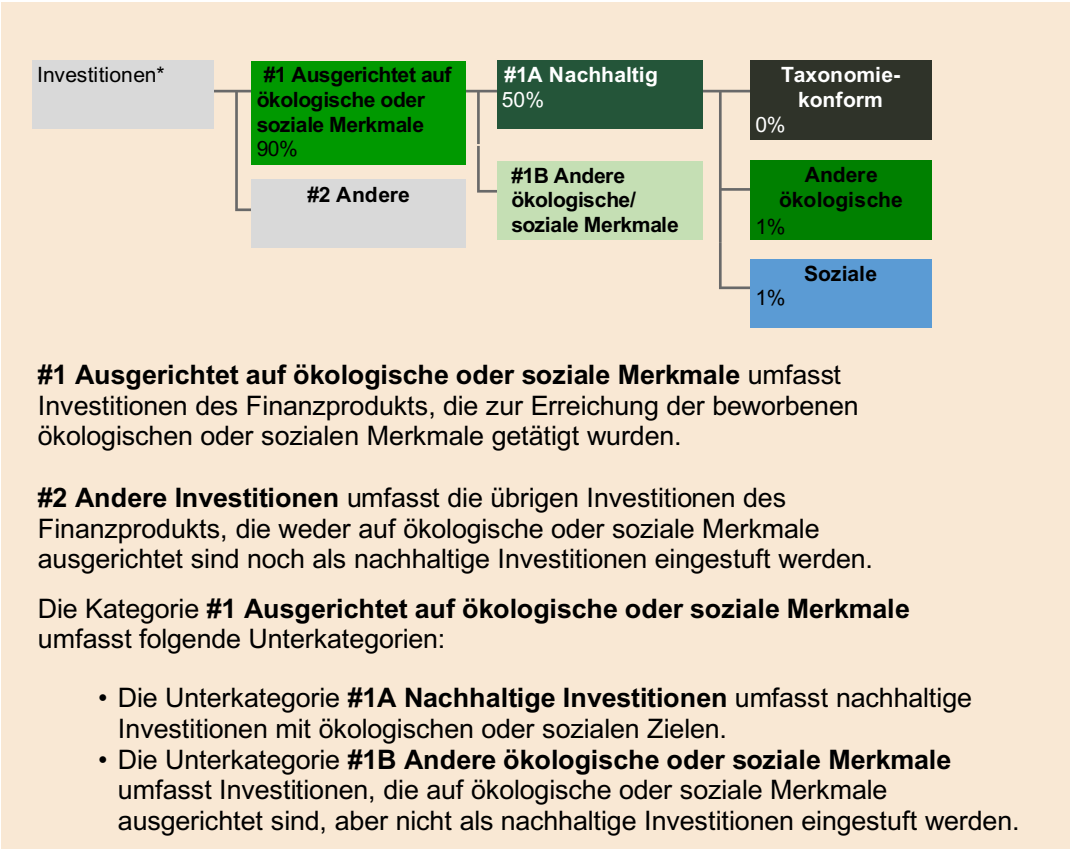 Investitionen*
#1 Ausgerichtet auf
ökologische oder
soziale Merkmale
90%
#2 Andere
#1A Nachhaltig
50%
#1B Andere
ökologische/
soziale Merkmale
Taxonomie-
konform
0%
Andere
ökologische
1%
Soziale
1%
#1 Ausgerichtet auf ökologische oder soziale Merkmale umfasst
Investitionen des Finanzprodukts, die zur Erreichung der beworbenen
ökologischen oder sozialen Merkmale getätigt wurden.
#2 Andere Investitionen umfasst die übrigen Investitionen des
Finanzprodukts, die weder auf ökologische oder soziale Merkmale
ausgerichtet sind noch als nachhaltige Investitionen eingestuft werden.
Die Kategorie #1 Ausgerichtet auf ökologische oder soziale Merkmale
umfasst folgende Unterkategorien:
• Die Unterkategorie #1A Nachhaltige Investitionen umfasst nachhaltige
Investitionen mit ökologischen oder sozialen Zielen.
• Die Unterkategorie #1B Andere ökologische oder soziale Merkmale
umfasst Investitionen, die auf ökologische oder soziale Merkmale
ausgerichtet sind, aber nicht als nachhaltige Investitionen eingestuft werden.